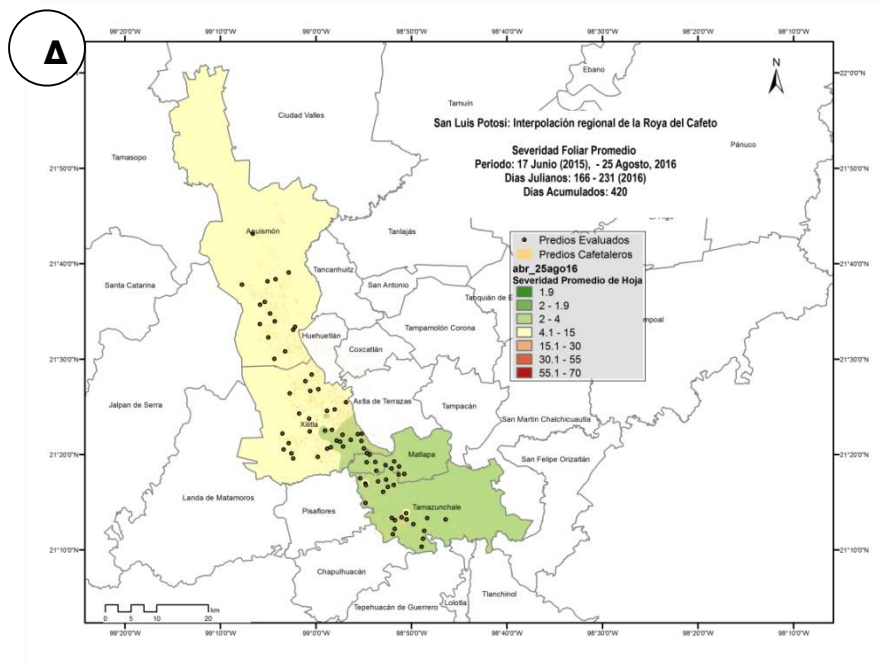 Δ
99°20'0"W 99°10'0"W 99°0'0"W 98°50'0"W 98°40'0"W 98°30'0"W 98°20'0"W 98°10'0"W
Ebano
N
22°0'0"N
Tamuín
Ciudad Valles
San Luis Potosí: Interpolación regional de la Roya del Cafeto
Pánuco
Tamasopo
Severidad Foliar Promedio
Periodo: 17 Junio (2015), - 25 Agosto, 2016
21°50'0"N 21°50'0"N
Dias Julianos: 166 - 231 (2016)
Dias Acumulados: 420
Aquismón
Tanlajás
Predios Evaluados
Predios Cafetaleros
21°40'0"N 21°40'0"N
abr_25ago16
Severidad Promedio de Hoja
1.9
2 - 1.9
2 - 4
4.1 - 15
15.1 - 30
30.1 - 55
55.1 - 70
Tancanhuitz
Santa Catarina
San Antonio
Tanquián de E
mpoal
Tampamolón Corona
Huehuetlán
Coxcatlán
21°30'0"N 21°30'0"N
Jalpan de Serra
Axtla de Terrazas
Tampacán
San Martín Chalchicuautla
Xilitla
21°20'0"N 21°20'0"N
Matlapa
San Felipe Orizatlán
Landa de Matamoros
Pisaflores
Tamazunchale
21°10'0"N 21°10'0"N
Chapulhuacán
Tlanchinol
Lolotla
Tepehuacán de Guerrero
0 5 10 20 km
99°20'0"W 99°10'0"W 99°0'0"W 98°50'0"W 98°40'0"W 98°30'0"W 98°20'0"W 98°10'0"W